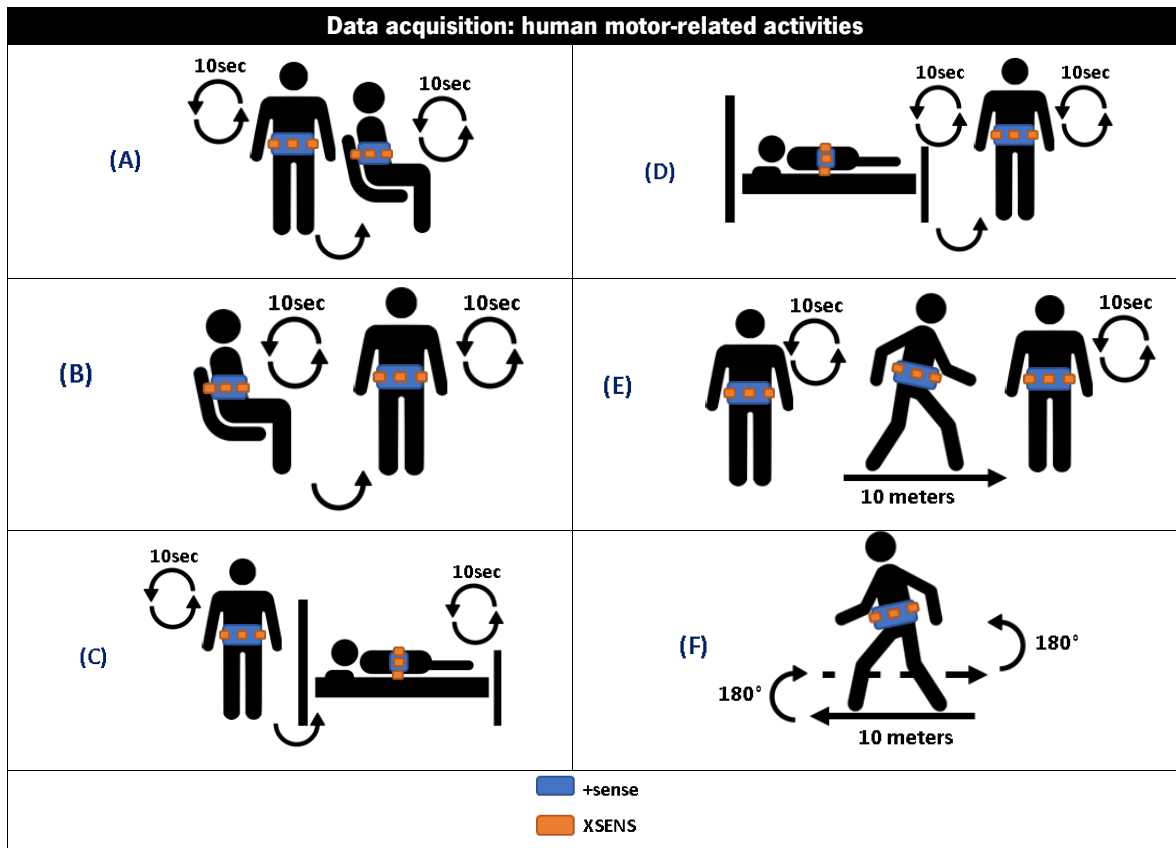 Data acquisition: human motor-related activities
(A)
10sec
10sec
(B)
10sec
10sec
(C)
10sec
10sec
(D)
10sec
10sec
(E)
10sec
10 meters
10sec
(F)
180°
180°
10 meters
+sense
XSENS